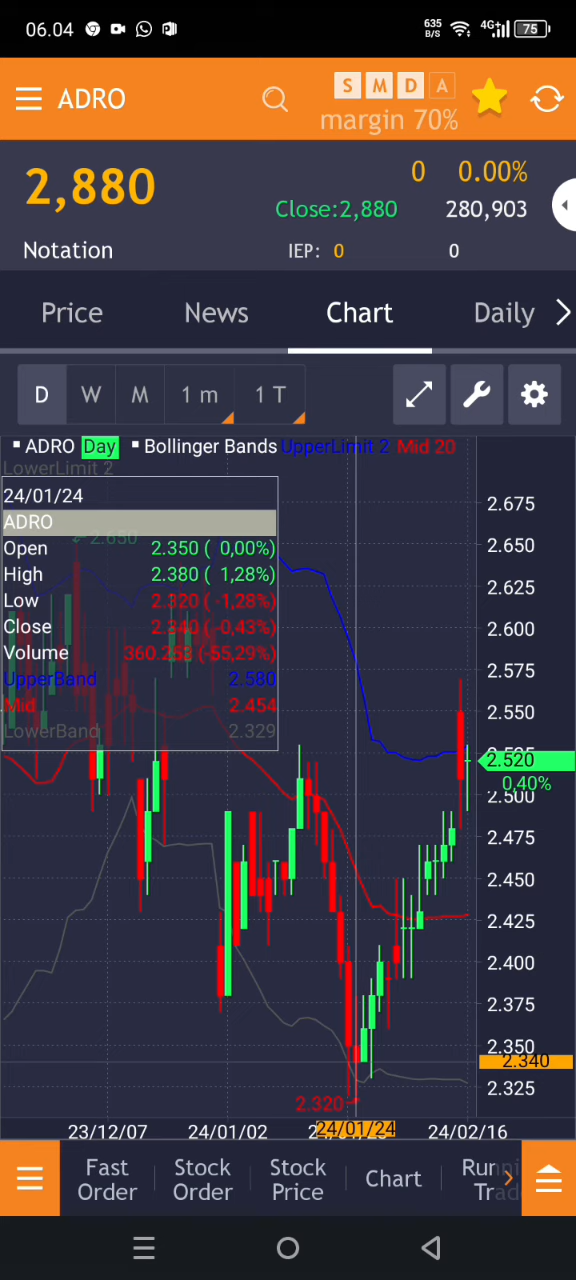 06.04 635 B/S 4G+ 75
ADRO S M D A
margin 70%
2,880 0 0.00%
Close:2,880 280,903
Notation IEP: 0 0
Price News Chart Daily
D W M 1 m 1 T
ADRO Day Bollinger Bands UpperLimit 2 Mid 20
LowerLimit 2
24/01/24
ADRO
2.650
Open 2.350 ( 0,00%)
High 2.380 ( 1,28%)
Low 2.320 ( -1,28%)
Close 2.340 ( -0,43%)
Volume 360.253 (-55,29%)
UpperBand 2.580
Mid 2.454
LowerBand 2.329
2.675
2.650
2.625
2.600
2.575
2.550
2.525
2.520
0,40%
2.500
2.475
2.450
2.425
2.400
2.375
2.350
2.340
2.325
2.320
23/12/07 24/01/02 24/01/24 24/02/16
Fast Order
Stock Order
Stock Price
Chart